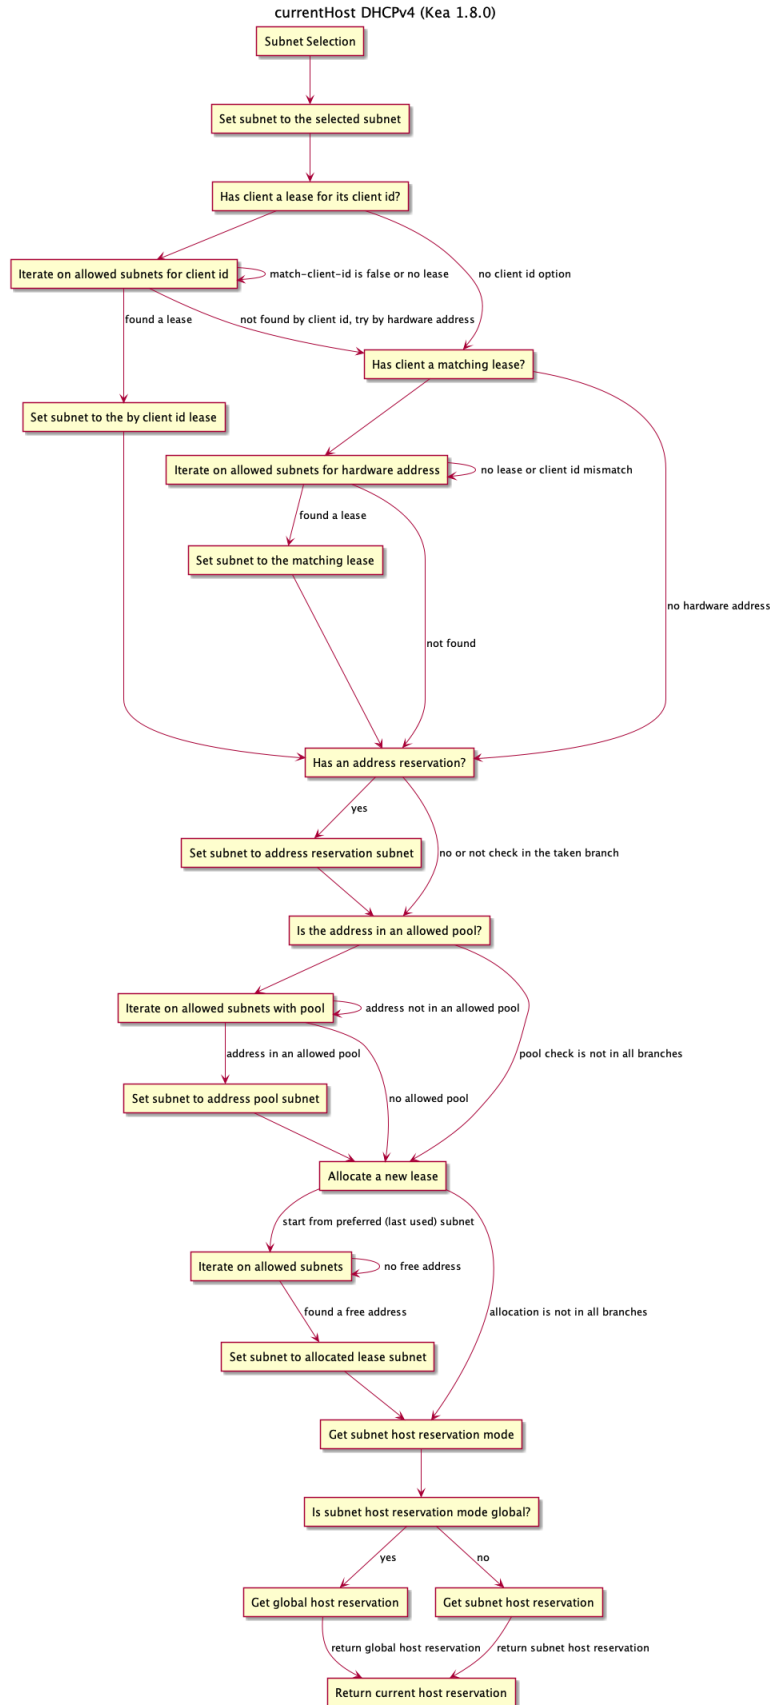 currentHost DHCPv4 (Kea 1.8.0)
Subnet Selection
Set subnet to the selected subnet
Has client a lease for its client id?
Iterate on allowed subnets for client id
match-client-id is false or no lease
no client id option
found a lease
not found by client id, try by hardware address
Has client a matching lease?
Set subnet to the by client id lease
Iterate on allowed subnets for hardware address
no lease or client id mismatch
found a lease
Set subnet to the matching lease
no hardware address
not found
Has an address reservation?
yes
Set subnet to address reservation subnet
no or not check in the taken branch
Is the address in an allowed pool?
Iterate on allowed subnets with pool
address not in an allowed pool
address in an allowed pool
pool check is not in all branches
Set subnet to address pool subnet
no allowed pool
Allocate a new lease
start from preferred (last used) subnet
Iterate on allowed subnets
no free address
found a free address
allocation is not in all branches
Set subnet to allocated lease subnet
Get subnet host reservation mode
Is subnet host reservation mode global?
yes
no
Get global host reservation
Get subnet host reservation
return global host reservation
return subnet host reservation
Return current host reservation